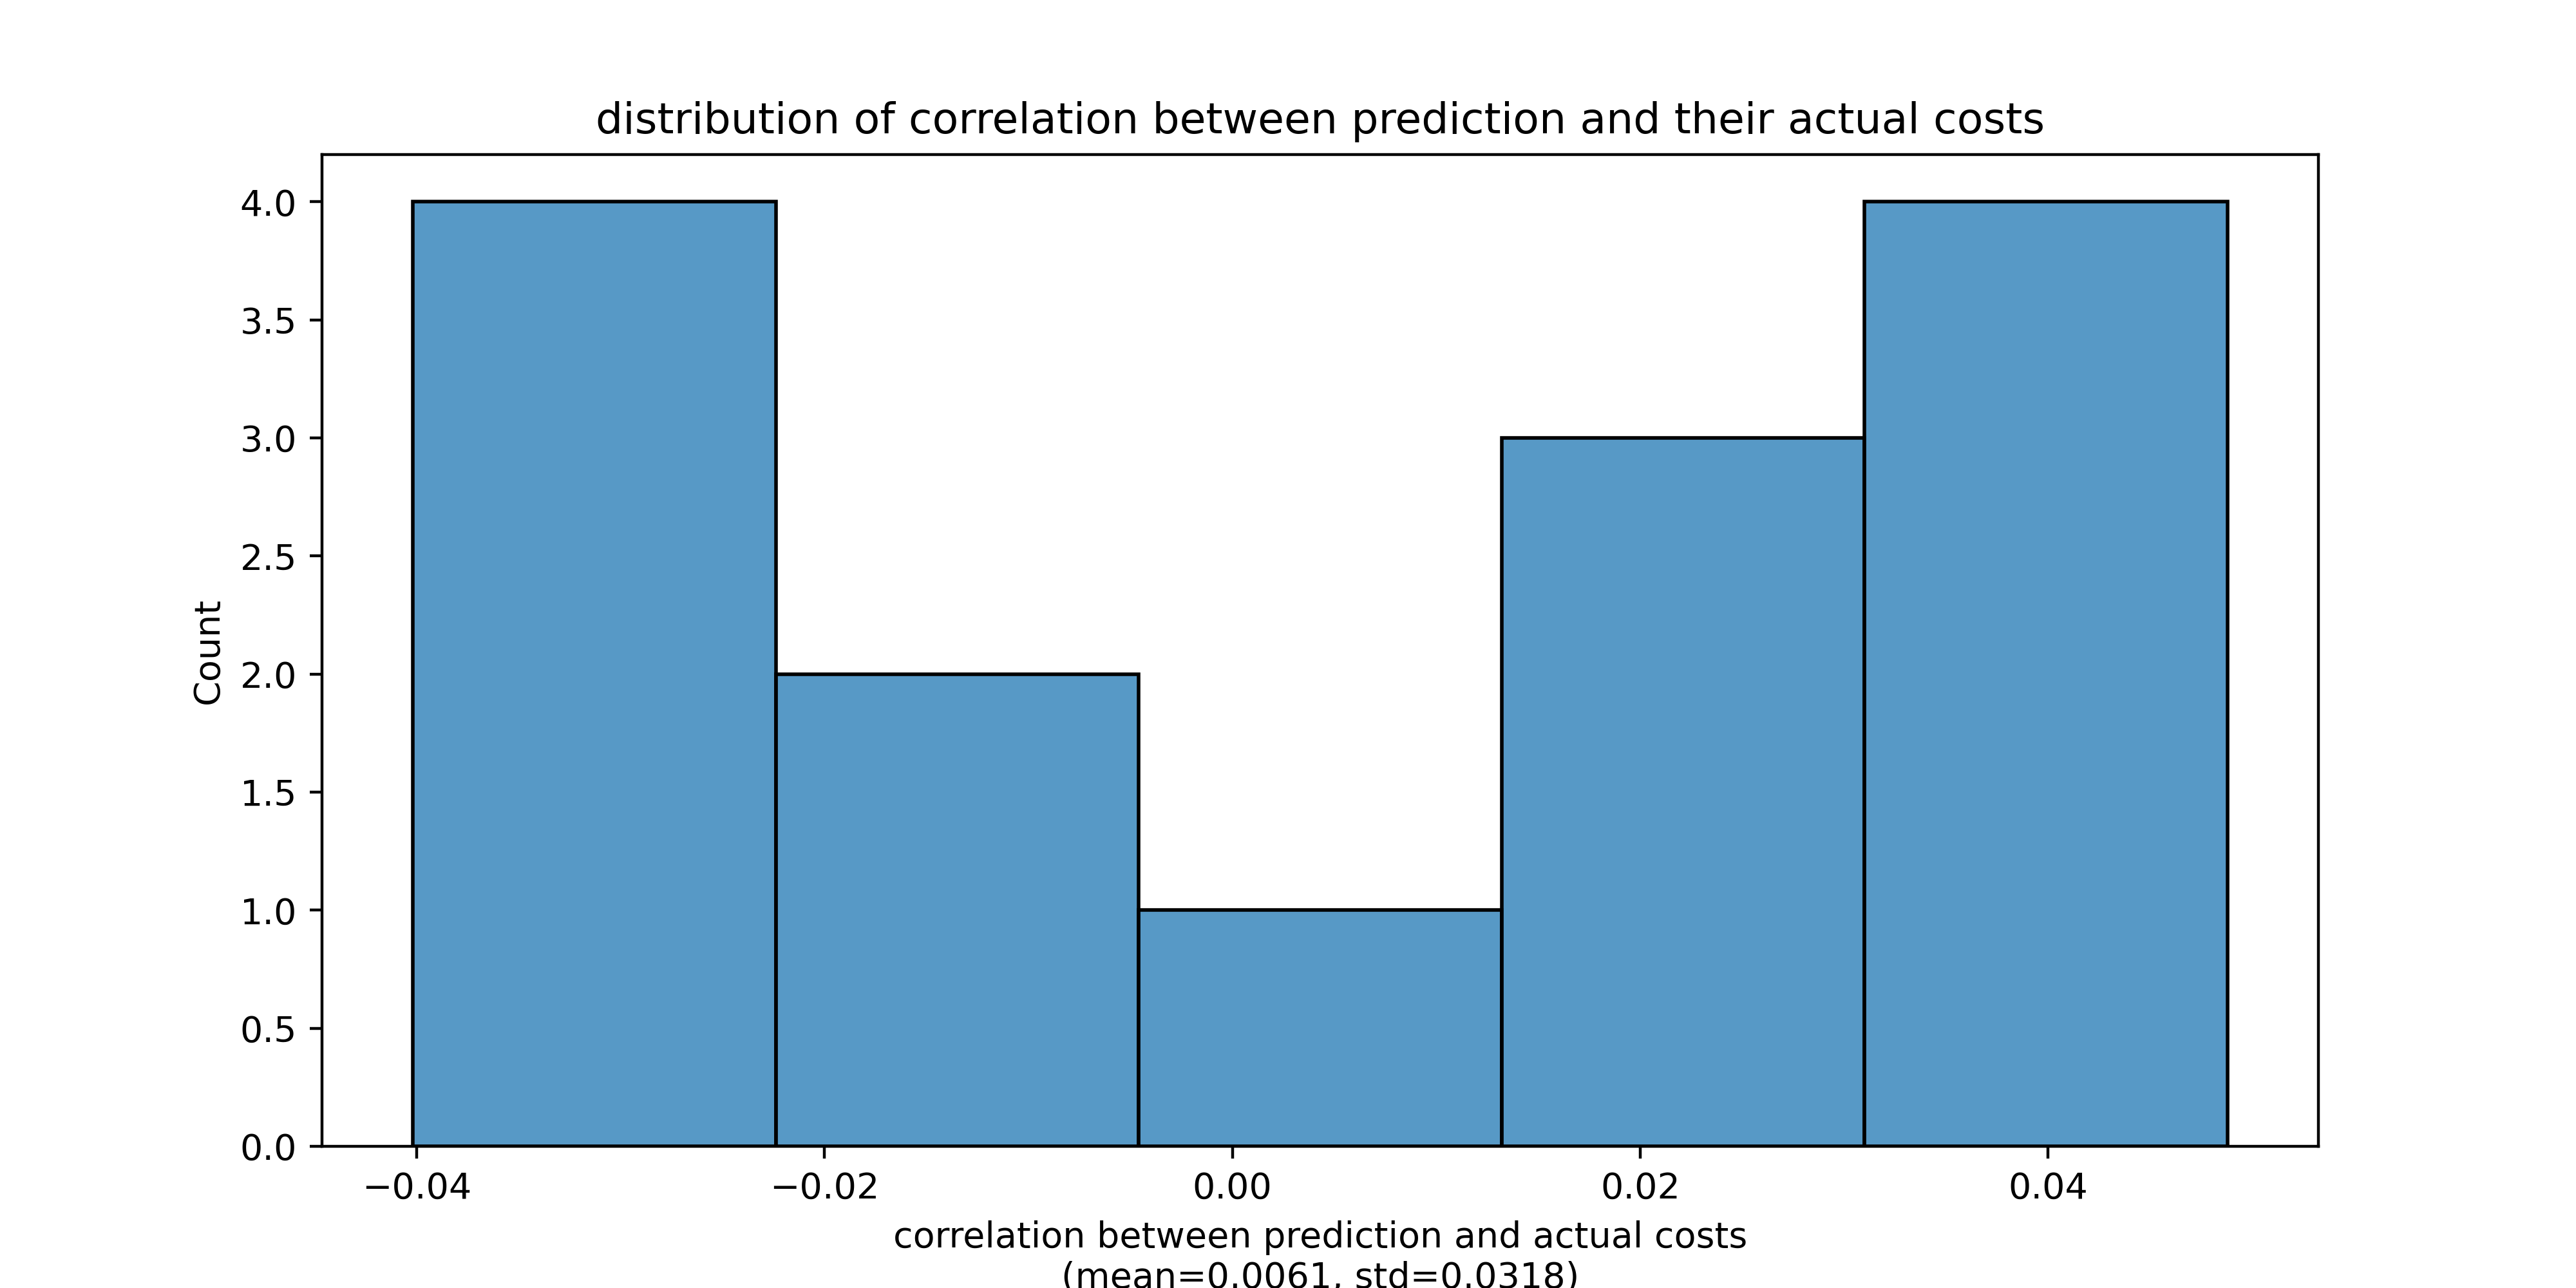 distribution of correlation between prediction and their actual costs
4.0
3.5
3.0
2.5
2.0
1.5
1.0
0.5
0.0
Count
−0.04 −0.02 0.00 0.02 0.04
correlation between prediction and actual costs
(mean=0.0061, std=0.0318)